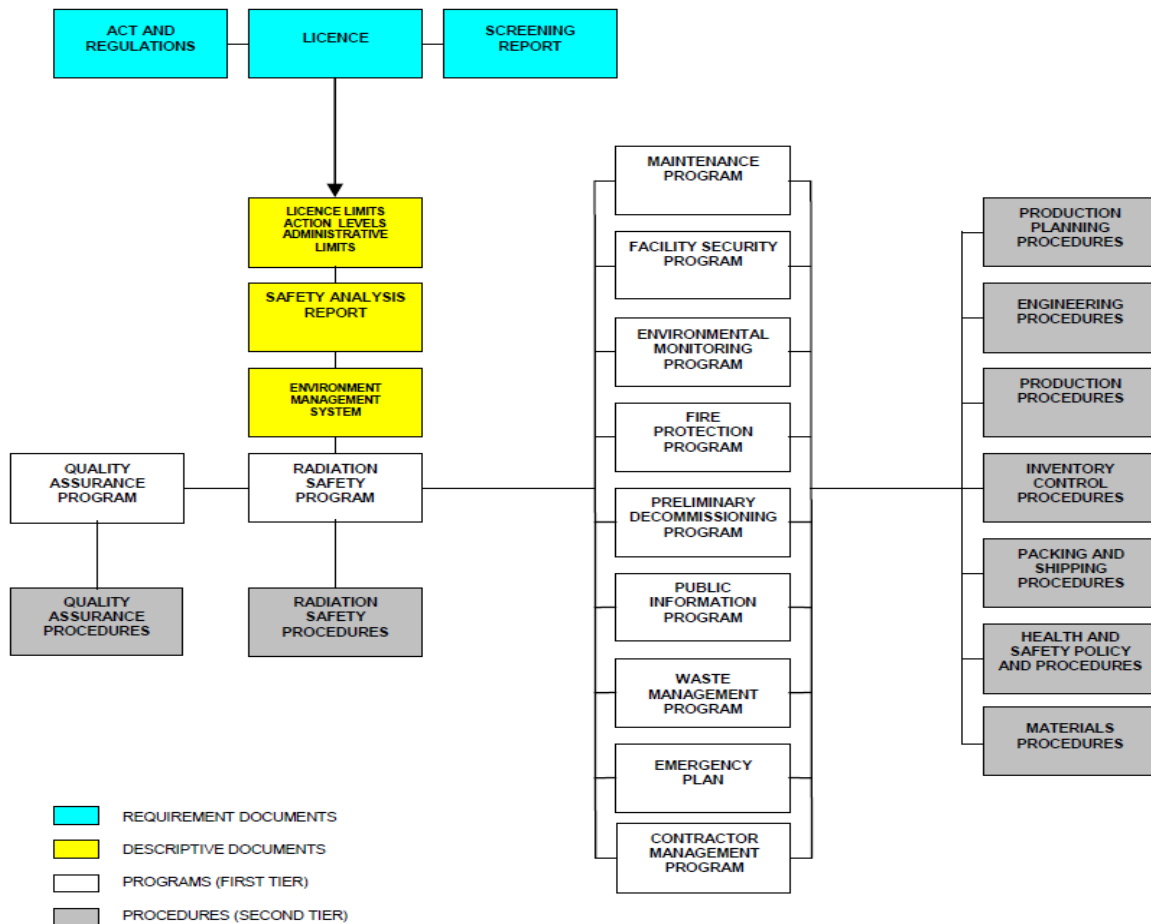 ACT AND
REGULATIONS
LICENCE
SCREENING
REPORT
LICENCE LIMITS
ACTION LEVELS
ADMINISTRATIVE
LIMITS
SAFETY ANALYSIS
REPORT
ENVIRONMENT
MANAGEMENT
SYSTEM
QUALITY
ASSURANCE
PROGRAM
RADIATION
SAFETY
PROGRAM
QUALITY
ASSURANCE
PROCEDURES
RADIATION
SAFETY
PROCEDURES
MAINTENANCE
PROGRAM
FACILITY SECURITY
PROGRAM
ENVIRONMENTAL
MONITORING
PROGRAM
FIRE
PROTECTION
PROGRAM
PRELIMINARY
DECOMMISSIONING
PROGRAM
PUBLIC
INFORMATION
PROGRAM
WASTE
MANAGEMENT
PROGRAM
EMERGENCY
PLAN
CONTRACTOR
MANAGEMENT
PROGRAM
PRODUCTION
PLANNING
PROCEDURES
ENGINEERING
PROCEDURES
PRODUCTION
PROCEDURES
INVENTORY
CONTROL
PROCEDURES
PACKING AND
SHIPPING
PROCEDURES
HEALTH AND
SAFETY POLICY
AND PROCEDURES
MATERIALS
PROCEDURES
REQUIREMENT DOCUMENTS
DESCRIPTIVE DOCUMENTS
PROGRAMS (FIRST TIER)
PROCEDURES (SECOND TIER)